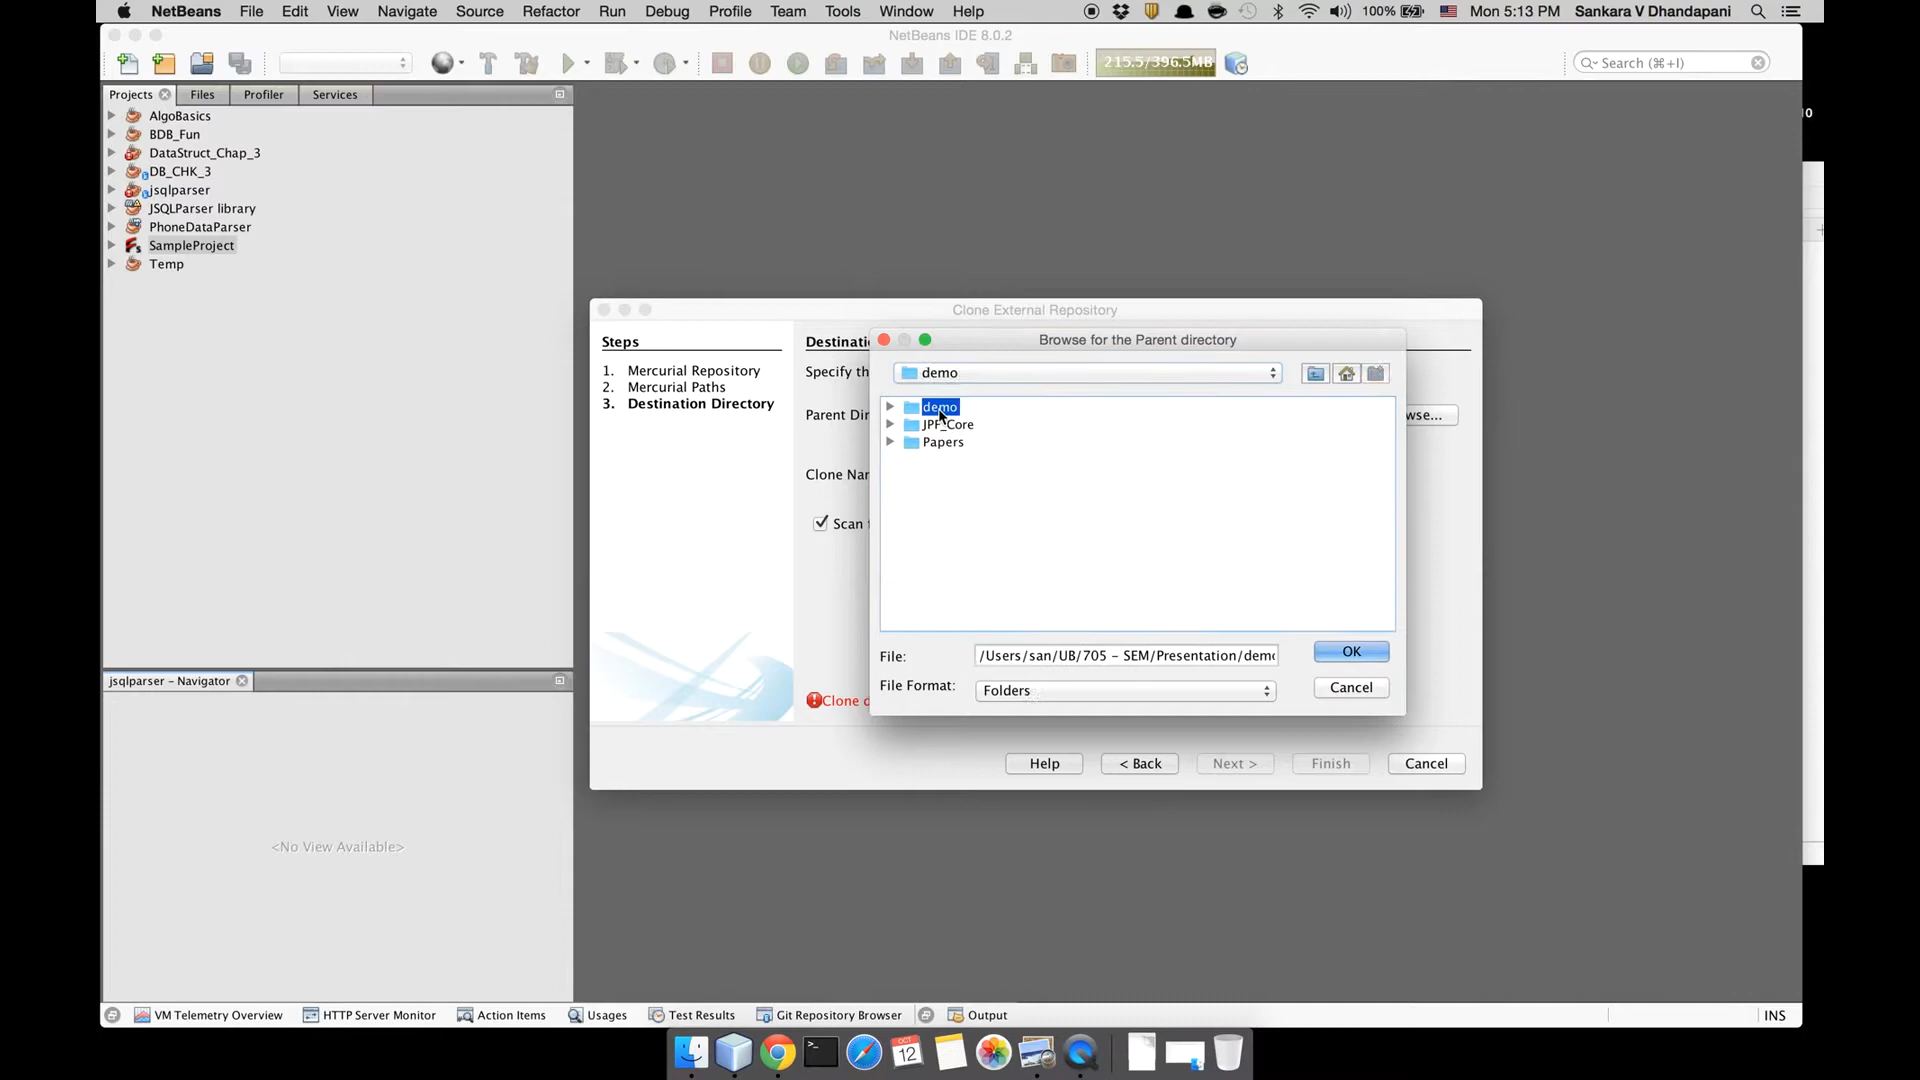 NetBeans File Edit View Navigate Source Refactor Run Debug Profile Team Tools Window Help 100% Mon 5:13 PM Sankara V Dhandapani
NetBeans IDE 8.0.2
215.5/396.5MB
Search (⌘+I)
Projects Files Profiler Services
AlgoBasics
BDB_Fun
DataStruct_Chap_3
DB_CHK_3
jsqlparser
JSQLParser library
PhoneDataParser
SampleProject
Temp
Clone External Repository
Steps
1. Mercurial Repository
2. Mercurial Paths
3. Destination Directory
Destinati
Specify th
Parent Dir
wse...
Clone Nar
Scan
Clone
Browse for the Parent directory
demo
demo
JPF_Core
Papers
File: /Users/san/UB/705 - SEM/Presentation/demo
OK
File Format: Folders
Cancel
Help < Back Next > Finish Cancel
jsqlparser - Navigator
<No View Available>
VM Telemetry Overview HTTP Server Monitor Action Items Usages Test Results Git Repository Browser Output INS
OCT
12